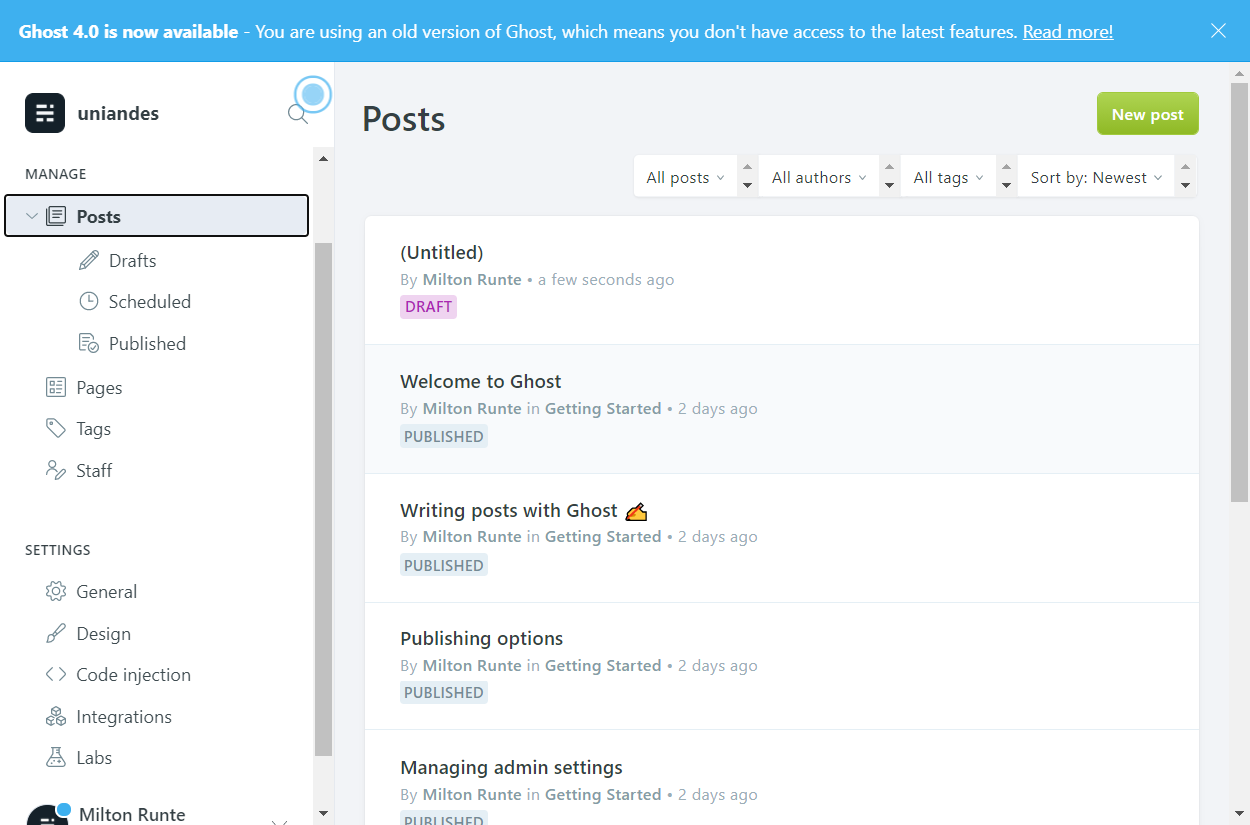 Ghost 4.0 is now available - You are using an old version of Ghost, which means you don't have access to the latest features. Read more!
uniandes
MANAGE
Posts
Drafts
Scheduled
Published
Pages
Tags
Staff
SETTINGS
General
Design
Code injection
Integrations
Labs
Milton Runte
Posts
New post
All posts
All authors
All tags
Sort by: Newest
(Untitled)
By Milton Runte • a few seconds ago
DRAFT
Welcome to Ghost
By Milton Runte in Getting Started • 2 days ago
PUBLISHED
Writing posts with Ghost ✍
By Milton Runte in Getting Started • 2 days ago
PUBLISHED
Publishing options
By Milton Runte in Getting Started • 2 days ago
PUBLISHED
Managing admin settings
By Milton Runte in Getting Started • 2 days ago
PUBLISHED